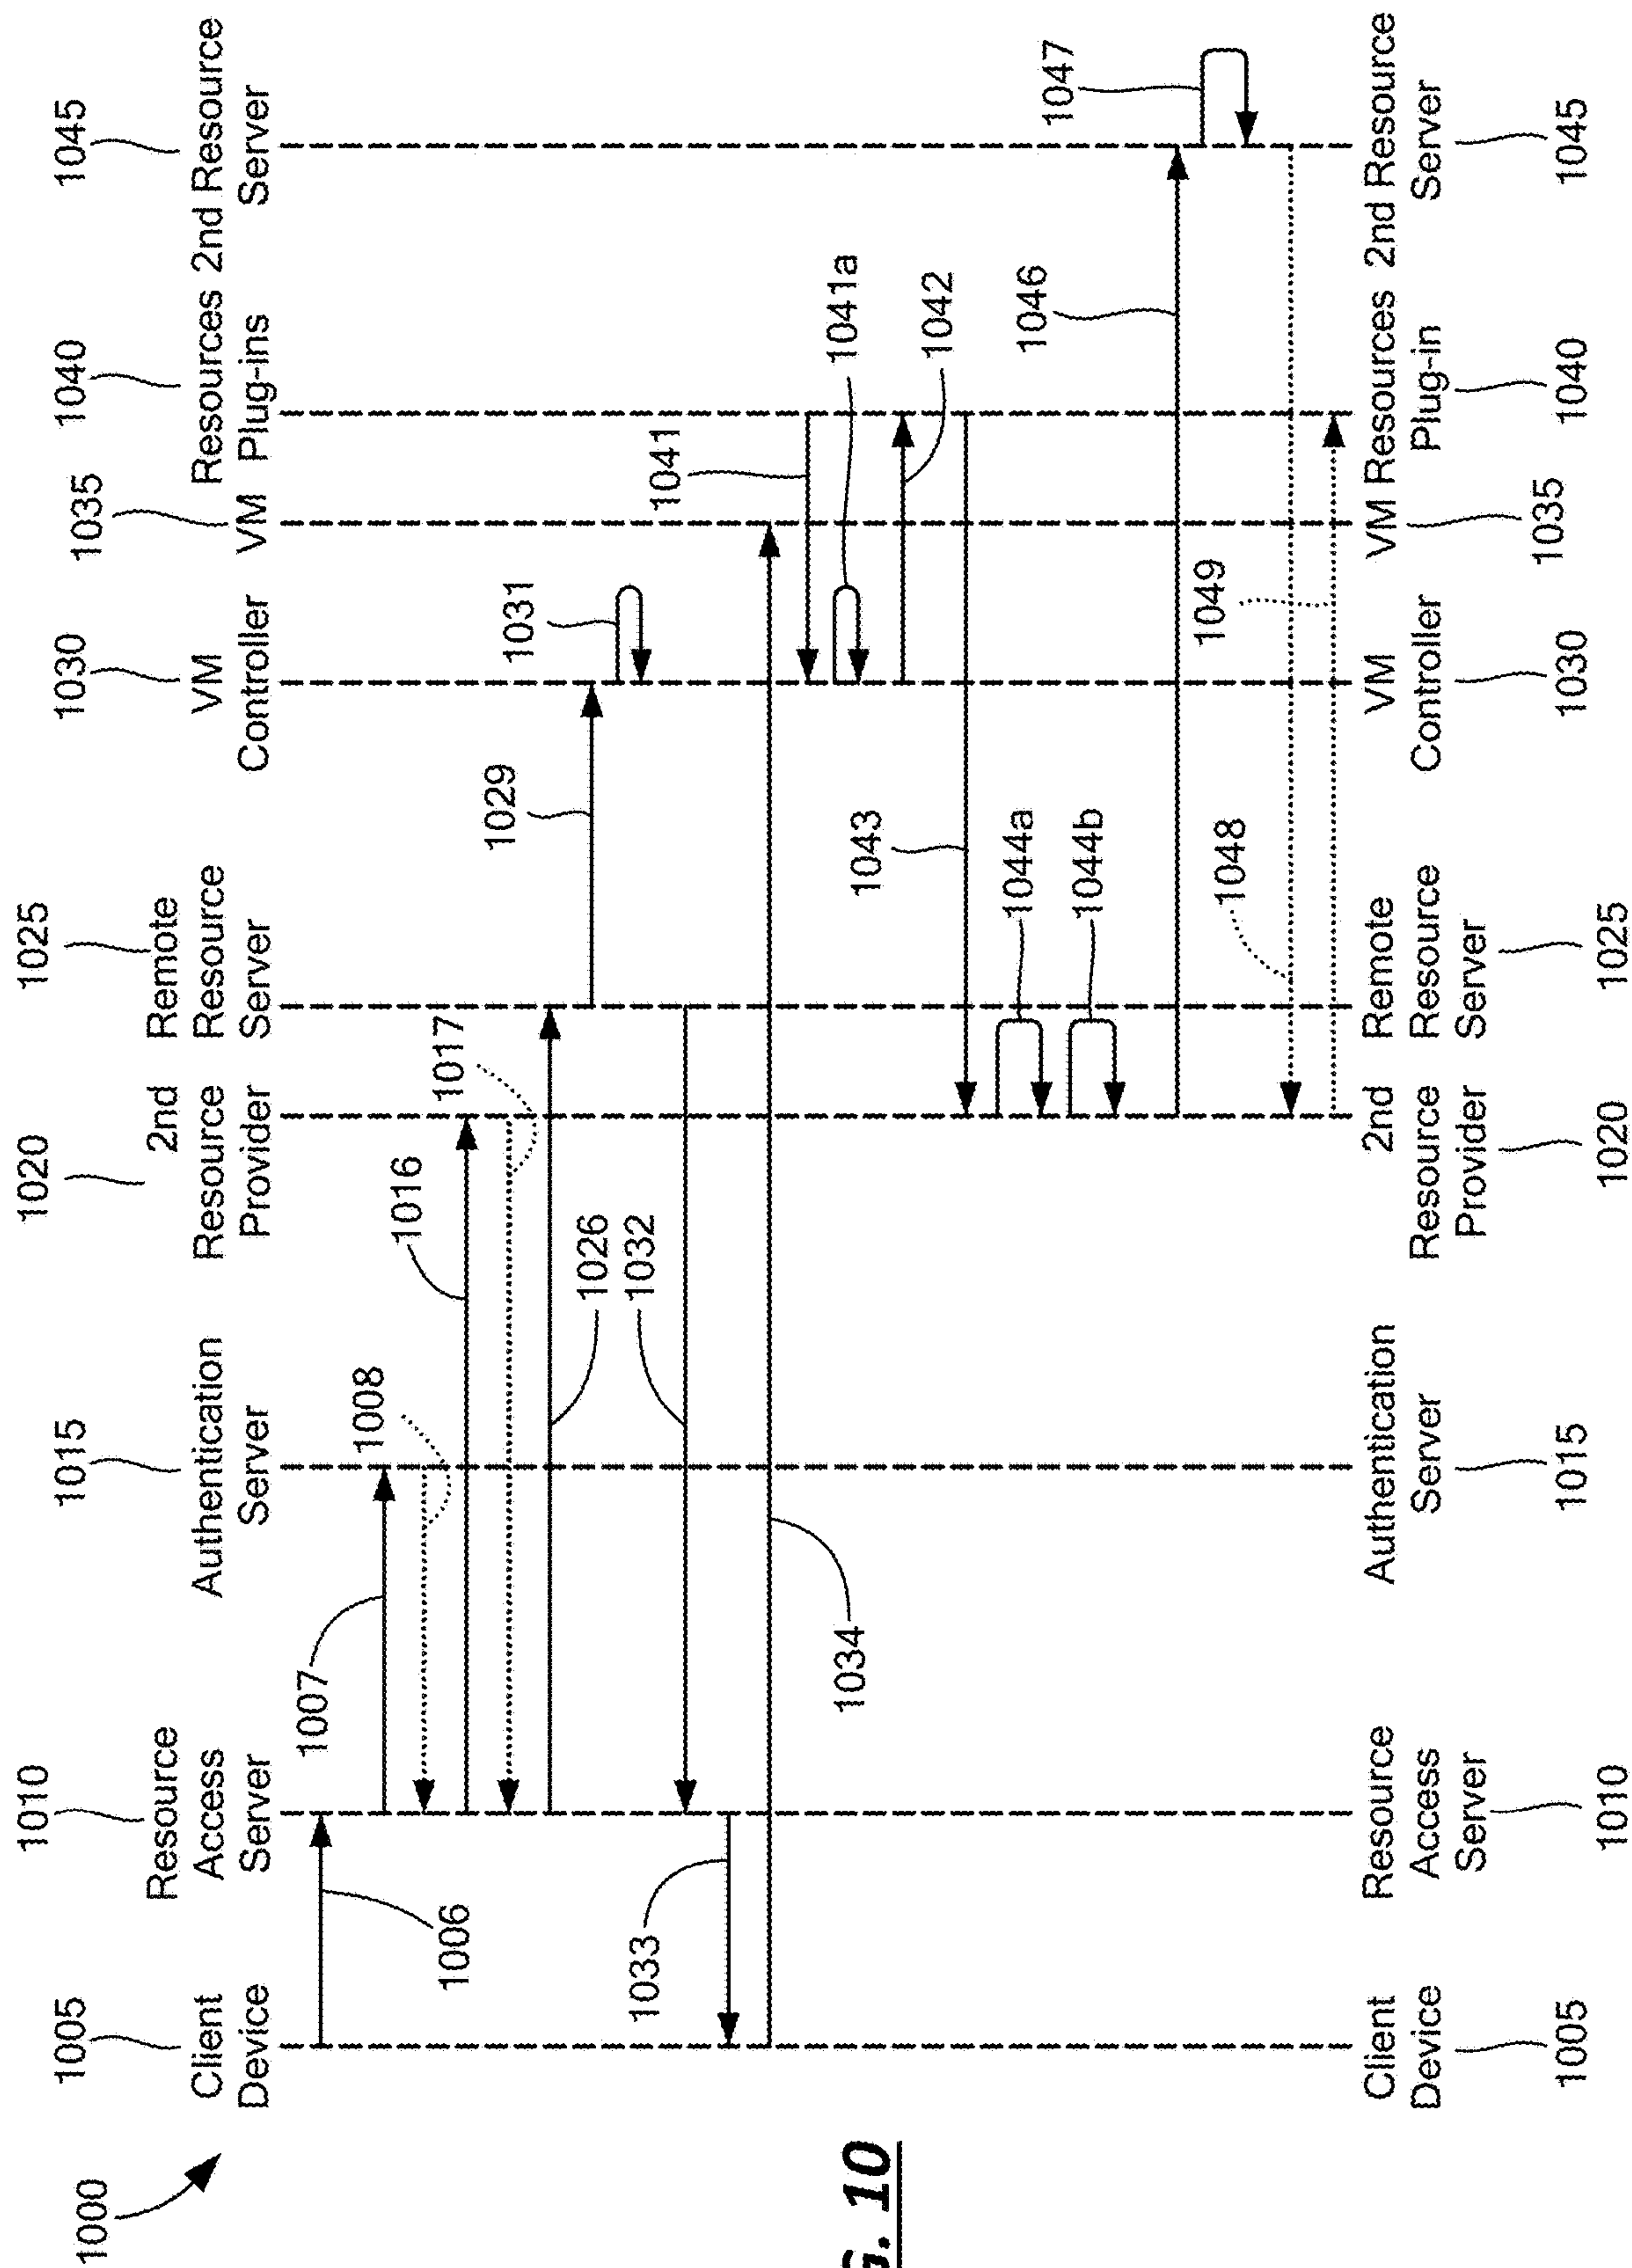 1000
1005
Client
Device
1010
Resource
Access
Server
1015
Authentication
Server
1020
2nd
Resource
Provider
1025
Remote
Resource
Server
1030
VM
Controller
1035
VM
1040
Resources
Plug-ins
1045
2nd Resource
Server
1006
1007
1008
1016
1017
1026
1029
1031
1032
1033
1034
1041
1041a
1042
1043
1044a
1044b
1046
1047
1048
1049
Client
Device
1005
Resource
Access
Server
1010
Authentication
Server
1015
2nd
Resource
Provider
1020
Remote
Resource
Server
1025
VM
Controller
1030
VM
1035
Resources
Plug-in
1040
2nd Resource
Server
1045
G. 10